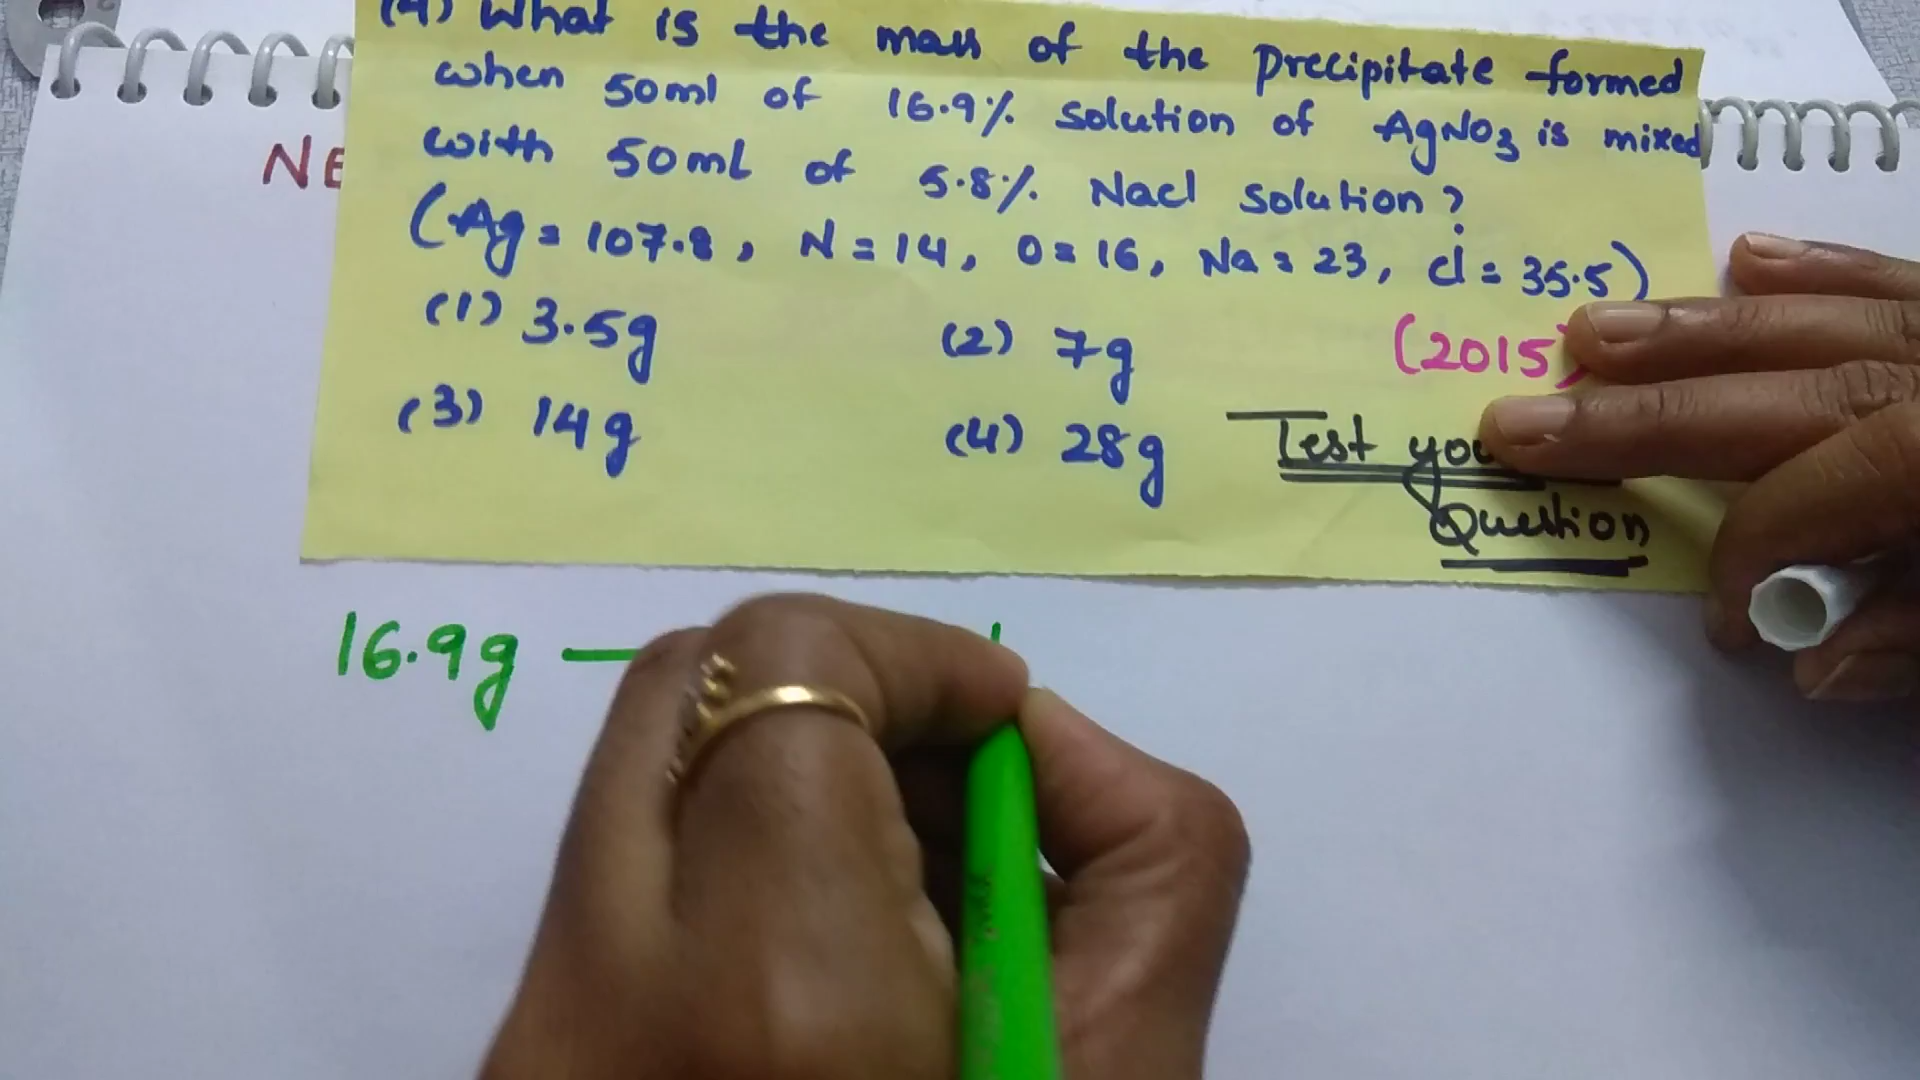 (4) What is the mass of the precipitate formed
when 50ml of 16.9% solution of AgNO3 is mixed
with 50mL of 5.8% Nacl solution?
(Ag = 107.8, N = 14, O = 16, Na = 23, cl = 35.5)
(1) 3.5g (2) 7g (2015)
(3) 14g (4) 28g Test you
Question
NE
16.9g —